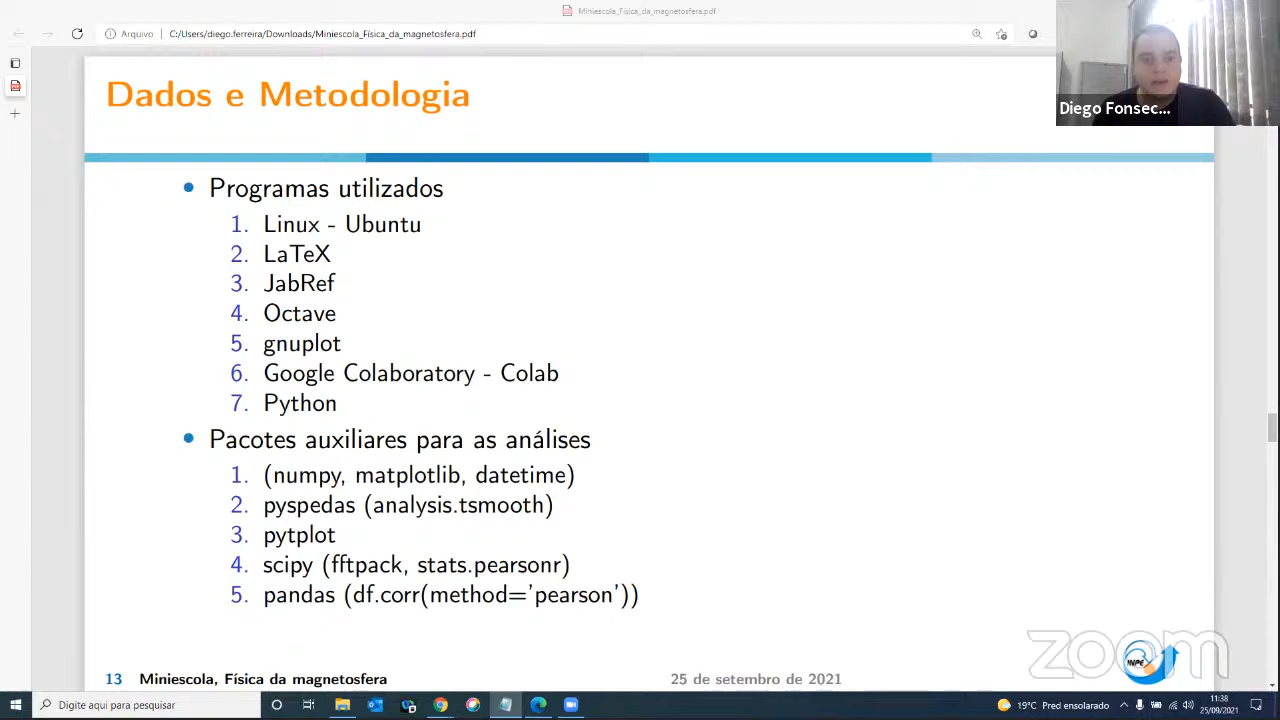 Miniescola_Física_da_magnetosfera.pdf
Arquivo
C:/Users/diego.ferreira/Downloads/Miniescola_Física_da_magnetosfera.pdf
Diego Fonsec...
Dados e Metodologia
Programas utilizados
1. Linux - Ubuntu
2. LaTeX
3. JabRef
4. Octave
5. gnuplot
6. Google Colaboratory - Colab
7. Python
Pacotes auxiliares para as análises
1. (numpy, matplotlib, datetime)
2. pyspedas (analysis.tsmooth)
3. pytplot
4. scipy (fftpack, stats.pearsonr)
5. pandas (df.corr(method='pearson'))
zoom
INPE
13 Miniescola, Física da magnetosfera
25 de setembro de 2021
Digite aqui para pesquisar
19°C Pred ensolarado
11:38
25/09/2021